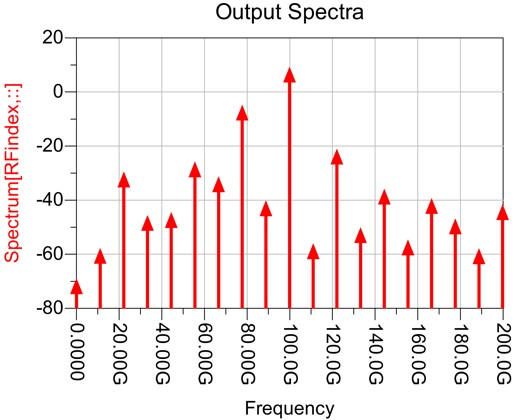 Output Spectra
Spectrum[RFindex,::]
20
0
-20
-40
-60
-80
0.0000
20.00G
40.00G
60.00G
80.00G
100.0G
120.0G
140.0G
160.0G
180.0G
200.0G
Frequency